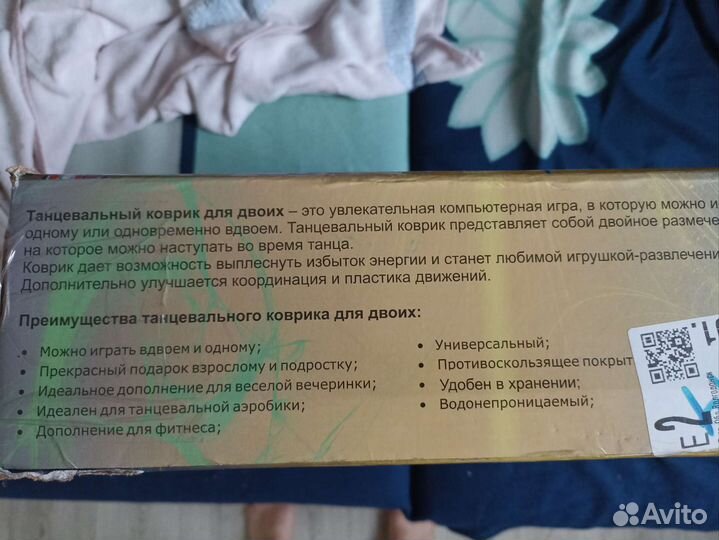 Танцевальный коврик для двоих – это увлекательная компьютерная игра, в которую можно и
одному или одновременно вдвоем. Танцевальный коврик представляет собой двойное размече
на которое можно наступать во время танца.
Коврик дает возможность выплеснуть избыток энергии и станет любимой игрушкой-развлечени
Дополнительно улучшается координация и пластика движений.
Преимущества танцевального коврика для двоих:
• Можно играть вдвоем и одному;
• Прекрасный подарок взрослому и подростку;
• Идеальное дополнение для веселой вечеринки;
• Идеален для танцевальной аэробики;
• Дополнение для фитнеса;
• Универсальный;
• Противоскользящее покрыт
• Удобен в хранении;
• Водонепроницаемый;
E2
Avito